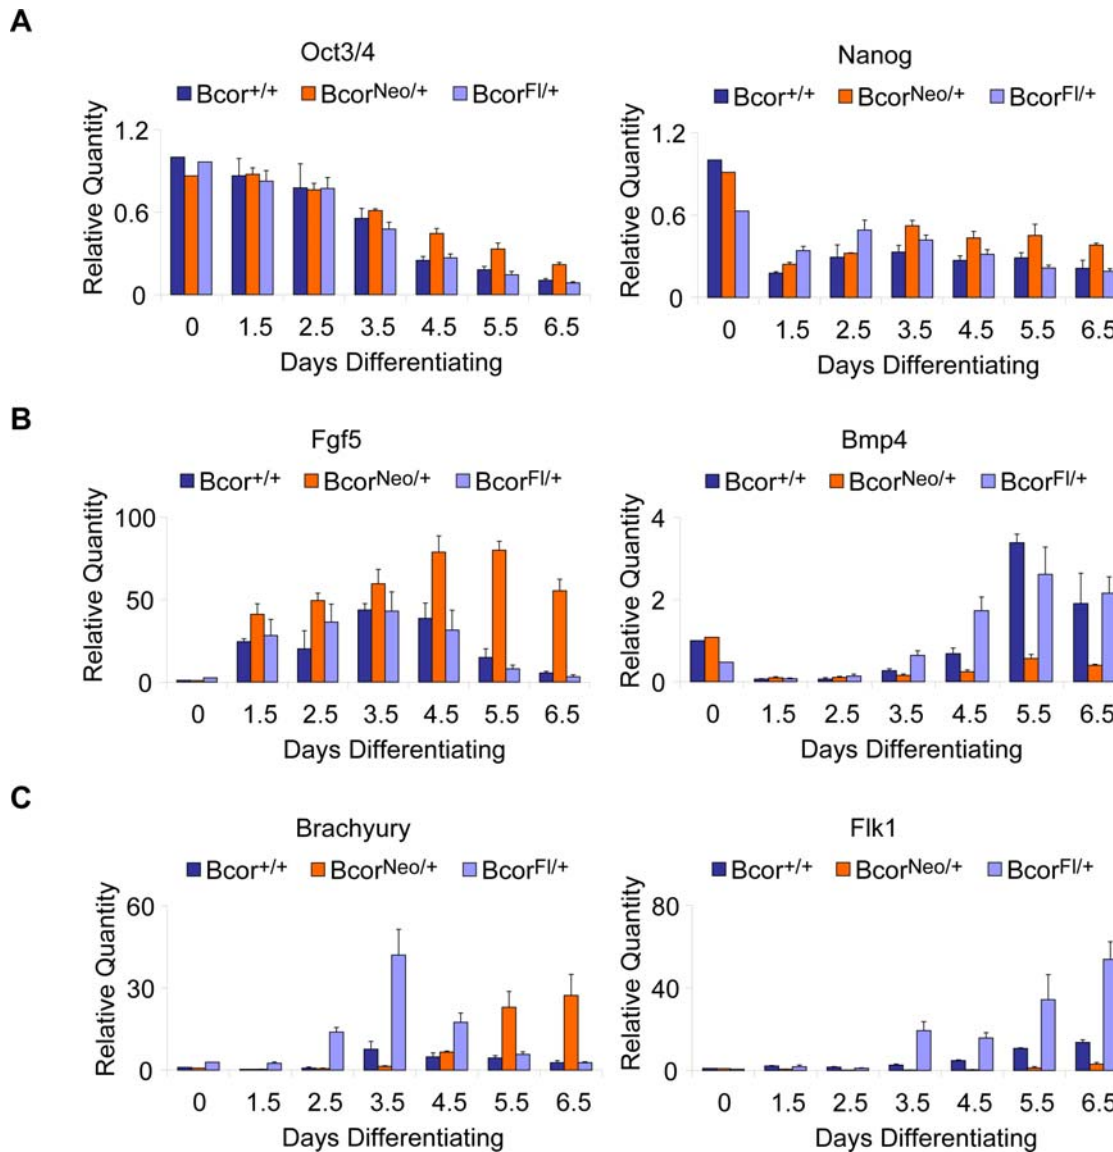 A
Oct3/4
Bcor+/+ BcorNeo/+ BcorFl/+
Relative Quantity
1.2
0.6
0
0 1.5 2.5 3.5 4.5 5.5 6.5
Days Differentiating
Nanog
Bcor+/+ BcorNeo/+ BcorFl/+
Relative Quantity
1.2
0.6
0
0 1.5 2.5 3.5 4.5 5.5 6.5
Days Differentiating
B
Fgf5
Bcor+/+ BcorNeo/+ BcorFl/+
Relative Quantity
100
50
0
0 1.5 2.5 3.5 4.5 5.5 6.5
Days Differentiating
Bmp4
Bcor+/+ BcorNeo/+ BcorFl/+
Relative Quantity
4
2
0
0 1.5 2.5 3.5 4.5 5.5 6.5
Days Differentiating
C
Brachyury
Bcor+/+ BcorNeo/+ BcorFl/+
Relative Quantity
60
30
0
0 1.5 2.5 3.5 4.5 5.5 6.5
Days Differentiating
Flk1
Bcor+/+ BcorNeo/+ BcorFl/+
Relative Quantity
80
40
0
0 1.5 2.5 3.5 4.5 5.5 6.5
Days Differentiating